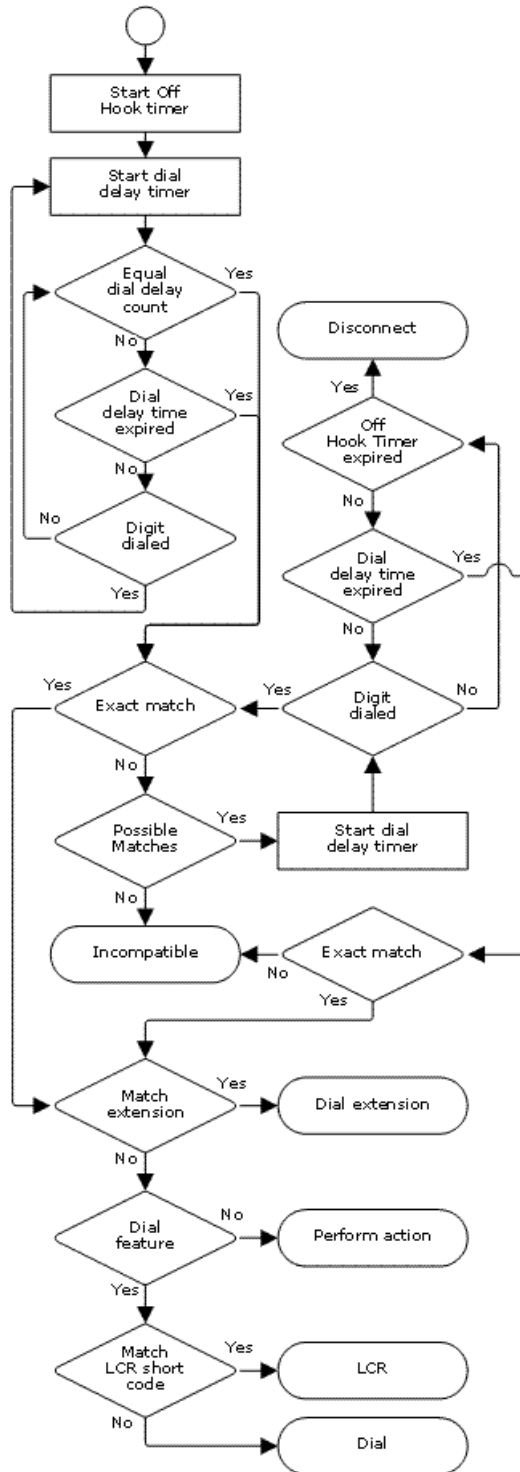 Start Off
Hook timer
Start dial
delay timer
Equal
dial delay
count
Yes
No
Dial
delay time
expired
Yes
No
Digit
dialed
No
Yes
Disconnect
Yes
Off
Hook Timer
expired
No
Dial
delay time
expired
Yes
No
Digit
dialed
Yes
No
Exact match
Yes
No
Possible
Matches
Yes
No
Start dial
delay timer
Incompatible
Exact match
No
Yes
Match
extension
Yes
No
Dial extension
Dial
feature
No
Yes
Perform action
Match
LCR short
code
Yes
No
LCR
Dial